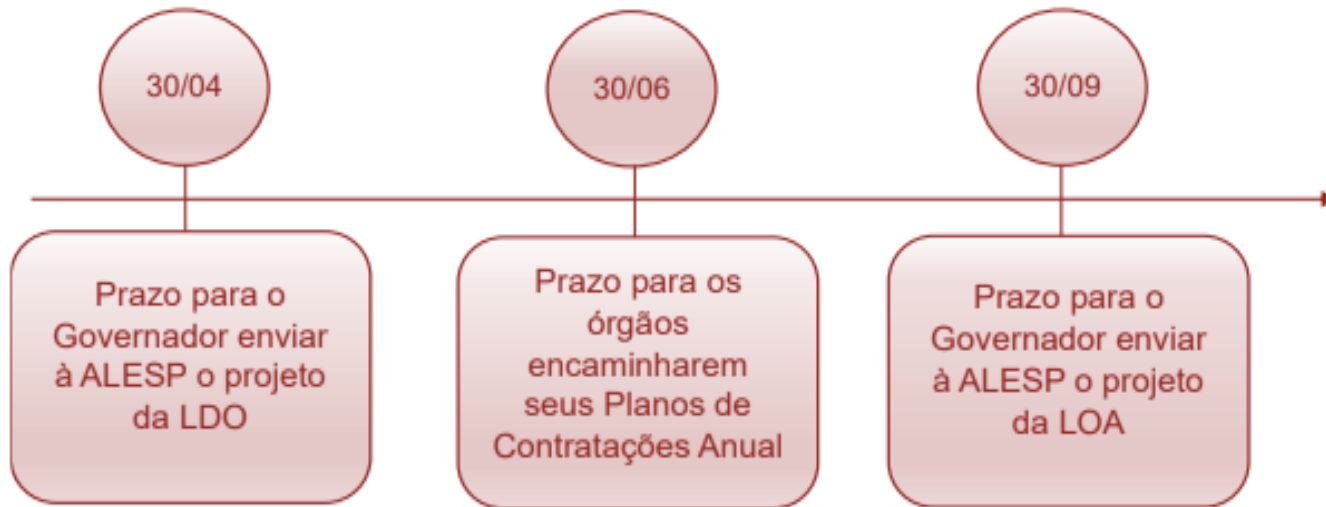 30/04
Prazo para o
Governador enviar
à ALESP o projeto
da LDO
30/06
Prazo para os
órgãos
encaminharem
seus Planos de
Contratações Anual
30/09
Prazo para o
Governador enviar
à ALESP o projeto
da LOA